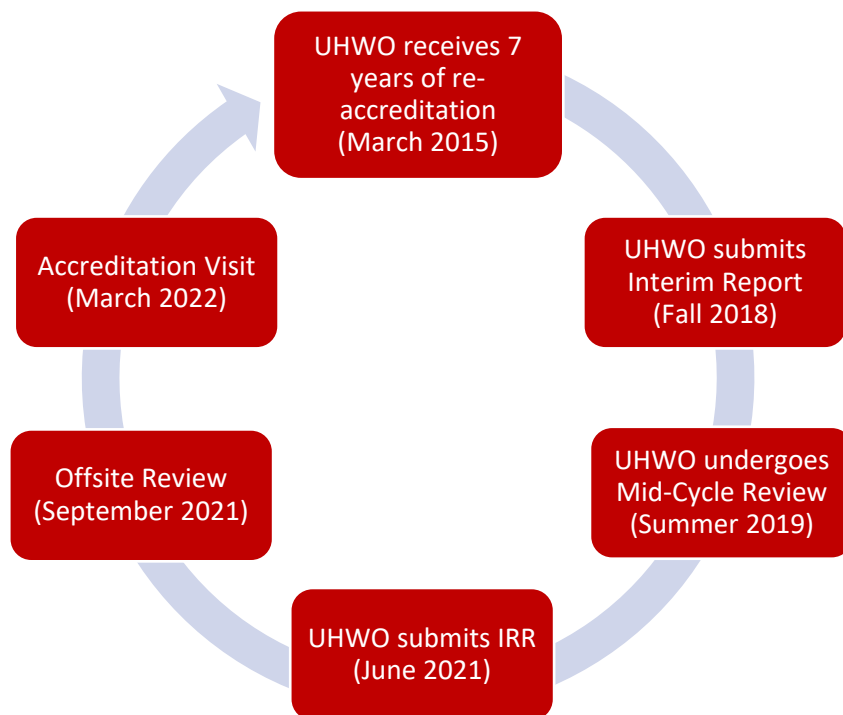 UHWO receives 7
years of re-
accreditation
(March 2015)
UHWO submits
Interim Report
(Fall 2018)
UHWO undergoes
Mid-Cycle Review
(Summer 2019)
UHWO submits IRR
(June 2021)
Offsite Review
(September 2021)
Accreditation Visit
(March 2022)